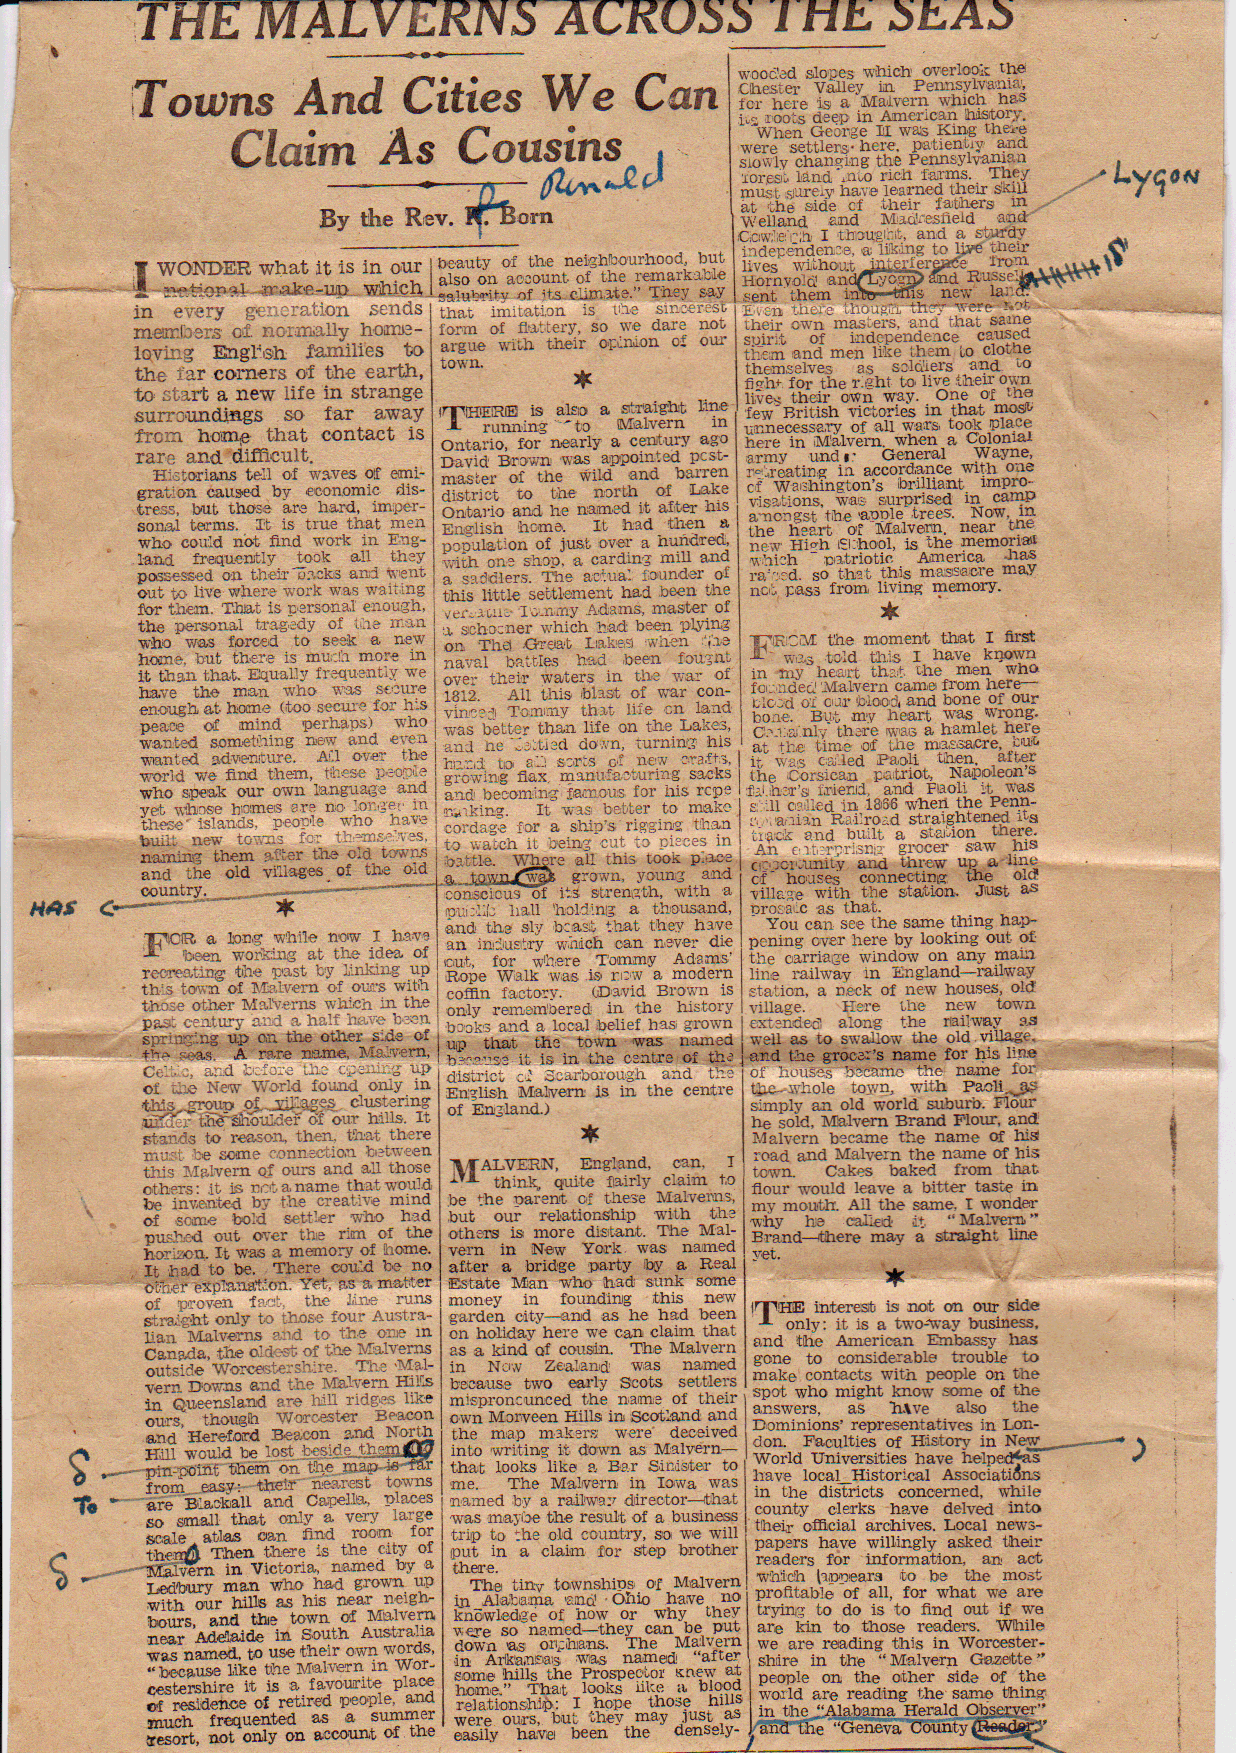 THE MALVERNS ACROSS THE SEAS
Towns And Cities We Can
Claim As Cousins
Ronald
By the Rev. R. Born
I WONDER what it is in our
national make-up which
in every generation sends
members of normally home-
loving English families to
the far corners of the earth,
to start a new life in strange
surroundings so far away
from home that contact is
rare and difficult.
Historians tell of waves of emi-
gration caused by economic dis-
tress, but those are hard, imper-
sonal terms. It is true that men
who could not find work in Eng-
land frequently took all they
possessed on their backs and went
out to live where work was waiting
for them. That is personal enough,
the personal tragedy of the man
who was forced to seek a new
home, but there is much more in
it than that. Equally frequently we
have the man who was secure
enough at home (too secure for his
peace of mind perhaps) who
wanted something new and even
wanted adventure. All over the
world we find them, these people
who speak our own language and
yet whose homes are no longer in
these islands, people who have
built new towns for themselves,
naming them after the old towns
and the old villages of the old
country.
HAS
*
FOR a long while now I have
been working at the idea of
recreating the past by linking up
this town of Malvern of ours with
those other Malverns which in the
past century and a half have been
springing up on the other side of
the seas. A rare name, Malvern,
Celtic, and before the opening up
of the New World found only in
this group of villages clustering
under the shoulder of our hills. It
stands to reason, then, that there
must be some connection between
this Malvern of ours and all those
others: it is not a name that would
be invented by the creative mind
of some bold settler who had
pushed out over the rim of the
horizon. It was a memory of home.
It had to be. There could be no
other explanation. Yet, as a matter
of proven fact, the line runs
straight only to those four Austra-
lian Malverns and to the one in
Canada, the oldest of the Malverns
outside Worcestershire. The Mal-
vern Downs and the Malvern Hills
in Queensland are hill ridges like
ours, though Worcester Beacon
and Hereford Beacon and North
Hill would be lost beside them
pin-point them on the map is far
from easy: their nearest towns
TO
are Blackall and Capella, places
so small that only a very large
scale atlas can find room for
them. Then there is the city of
Malvern in Victoria, named by a
Ledbury man who had grown up
with our hills as his near neigh-
bours, and the town of Malvern
near Adelaide in South Australia
was named, to use their own words,
"because like the Malvern in Wor-
cestershire it is a favourite place
of residence of retired people, and
much frequented as a summer
resort, not only on account of the
beauty of the neighbourhood, but
also on account of the remarkable
salubrity of its climate." They say
that imitation is the sincerest
form of flattery, so we dare not
argue with their opinion of our
town.
*
THERE is also a straight line
running to Malvern in
Ontario, for nearly a century ago
David Brown was appointed post-
master of the wild and barren
district to the north of Lake
Ontario and he named it after his
English home. It had then a
population of just over a hundred,
with one shop, a carding mill and
a saddlers. The actual founder of
this little settlement had been the
versatile Tommy Adams, master of
a schooner which had been plying
on The Great Lakes when the
naval battles had been fought
over their waters in the war of
1812. All this blast of war con-
vinced Tommy that life on land
was better than life on the Lakes,
and he settled down, turning his
hand to all sorts of new crafts,
growing flax, manufacturing sacks
and becoming famous for his rope
making. It was better to make
cordage for a ship's rigging than
to watch it being cut to pieces in
battle. Where all this took place
a town was grown, young and
conscious of its strength, with a
public hall holding a thousand,
and the sly boast that they have
an industry which can never die
out, for where Tommy Adams'
Rope Walk was is now a modern
coffin factory. (David Brown is
only remembered in the history
books and a local belief has grown
up that the town was named
because it is in the centre of the
district of Scarborough and the
English Malvern is in the centre
of England.)
*
MALVERN, England, can, I
think, quite fairly claim to
be the parent of these Malverns,
but our relationship with the
others is more distant. The Mal-
vern in New York was named
after a bridge party by a Real
Estate Man who had sunk some
money in founding this new
garden city—and as he had been
on holiday here we can claim that
as a kind of cousin. The Malvern
in New Zealand was named
because two early Scots settlers
mispronounced the name of their
own Morveen Hills in Scotland and
the map makers were deceived
into writing it down as Malvern—
that looks like a Bar Sinister to
me. The Malvern in Iowa was
named by a railway director—that
was maybe the result of a business
trip to the old country, so we will
put in a claim for step brother
there.
The tiny townships of Malvern
in Alabama and Ohio have no
knowledge of how or why they
were so named—they can be put
down as orphans. The Malvern
in Arkansas was named "after
some hills the Prospector knew at
home." That looks like a blood
relationship; I hope those hills
were ours, but they may just as
easily have been the densely-
wooded slopes which overlook the
Chester Valley in Pennsylvania,
for here is a Malvern which has
its roots deep in American history.
When George II was King there
were settlers here, patiently and
slowly changing the Pennsylvanian
forest land into rich farms. They
must surely have learned their skill
at the side of their fathers in
Welland and Madresfield and
Cowleigh I thought, and a sturdy
independence, a liking to live their
lives without interference from
Hornyold and Lyogn and Russell
sent them into this new land.
LYGON
Even there though they were not
their own masters, and that same
spirit of independence caused
them and men like them to clothe
themselves as soldiers and to
fight for the right to live their own
lives their own way. One of the
few British victories in that most
unnecessary of all wars took place
here in Malvern, when a Colonial
army under General Wayne,
retreating in accordance with one
of Washington's brilliant impro-
visations, was surprised in camp
amongst the apple trees. Now, in
the heart of Malvern, near the
new High School, is the memorial
which patriotic America has
raised, so that this massacre may
not pass from living memory.
*
FROM the moment that I first
was told this I have known
in my heart that the men who
founded Malvern came from here—
blood of our blood and bone of our
bone. But my heart was wrong.
Certainly there was a hamlet here
at the time of the massacre, but
it was called Paoli then, after
the Corsican patriot, Napoleon's
father's friend, and Paoli it was
still called in 1866 when the Penn-
sylvanian Railroad straightened its
track and built a station there.
An enterprising grocer saw his
opportunity and threw up a line
of houses connecting the old
village with the station. Just as
prosaic as that.
You can see the same thing hap-
pening over here by looking out of
the carriage window on any main
line railway in England—railway
station, a neck of new houses, old
village. Here the new town
extended along the railway as
well as to swallow the old village,
and the grocer's name for his line
of houses became the name for
the whole town, with Paoli as
simply an old world suburb. Flour
he sold, Malvern Brand Flour, and
Malvern became the name of his
road and Malvern the name of his
town. Cakes baked from that
flour would leave a bitter taste in
my mouth. All the same, I wonder
why he called it "Malvern"
Brand—there may a straight line
yet.
*
THE interest is not on our side
only: it is a two-way business,
and the American Embassy has
gone to considerable trouble to
make contacts with people on the
spot who might know some of the
answers, as have also the
Dominions' representatives in Lon-
don. Faculties of History in New
World Universities have helped as
have local Historical Associations
in the districts concerned, while
county clerks have delved into
their official archives. Local news-
papers have willingly asked their
readers for information, an act
which appears to be the most
profitable of all, for what we are
trying to do is to find out if we
are kin to those readers. While
we are reading this in Worcester-
shire in the "Malvern Gazette"
people on the other side of the
world are reading the same thing
in the "Alabama Herald Observer"
and the "Geneva County Reader."